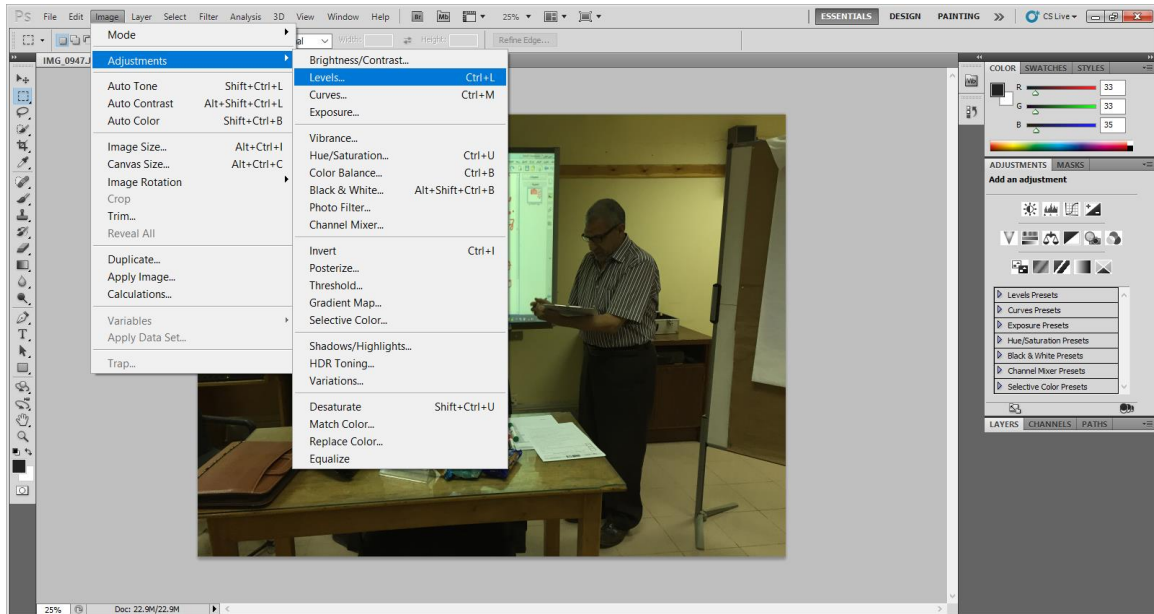 Ps File Edit Image Layer Select Filter Analysis 3D View Window Help Br Mb 25% ESSENTIALS DESIGN PAINTING CS Live
Width: Height: Refine Edge...
IMG_0947.J
Mode
Adjustments
Auto Tone Shift+Ctrl+L
Auto Contrast Alt+Shift+Ctrl+L
Auto Color Shift+Ctrl+B
Image Size... Alt+Ctrl+I
Canvas Size... Alt+Ctrl+C
Image Rotation
Crop
Trim...
Reveal All
Duplicate...
Apply Image...
Calculations...
Variables
Apply Data Set...
Trap...
Brightness/Contrast...
Levels... Ctrl+L
Curves... Ctrl+M
Exposure...
Vibrance...
Hue/Saturation... Ctrl+U
Color Balance... Ctrl+B
Black & White... Alt+Shift+Ctrl+B
Photo Filter...
Channel Mixer...
Invert Ctrl+I
Posterize...
Threshold...
Gradient Map...
Selective Color...
Shadows/Highlights...
HDR Toning...
Variations...
Desaturate Shift+Ctrl+U
Match Color...
Replace Color...
Equalize
COLOR SWATCHES STYLES
R 33
G 33
B 35
ADJUSTMENTS MASKS
Add an adjustment
Levels Presets
Curves Presets
Exposure Presets
Hue/Saturation Presets
Black & White Presets
Channel Mixer Presets
Selective Color Presets
LAYERS CHANNELS PATHS
25% Doc: 22.9M/22.9M